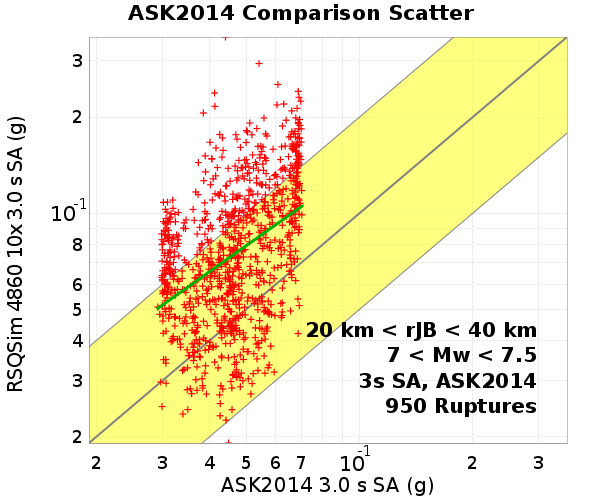 ASK2014 Comparison Scatter
RSQSim 4860 10x 3.0 s SA (g)
3
2
10⁻¹
8
6
5
4
3
2
20 km < rJB < 40 km
7 < Mw < 7.5
3s SA, ASK2014
950 Ruptures
2 3 4 5 6 7 10⁻¹ 2 3
ASK2014 3.0 s SA (g)